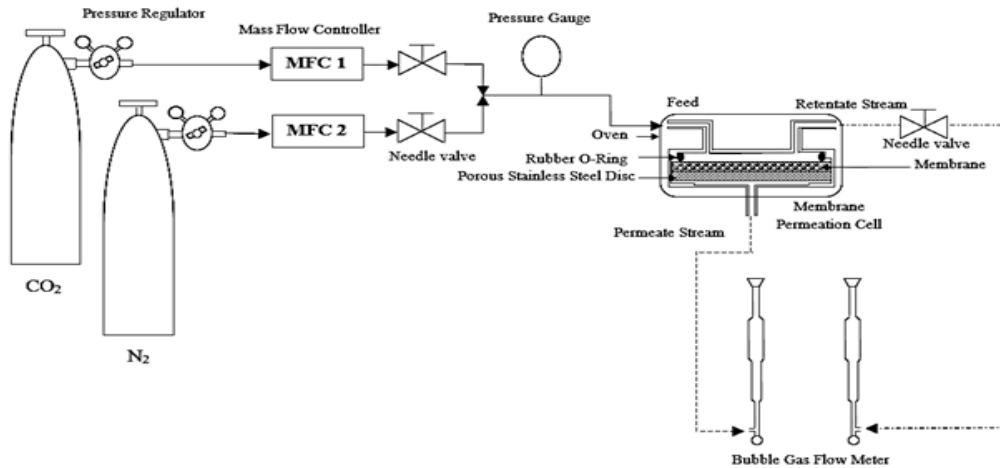 Pressure Regulator
Mass Flow Controller
Pressure Gauge
MFC 1
MFC 2
Needle valve
Feed
Retentate Stream
Oven
Needle valve
Rubber O-Ring
Membrane
Porous Stainless Steel Disc
Membrane
Permeation Cell
Permeate Stream
CO₂
N₂
Bubble Gas Flow Meter